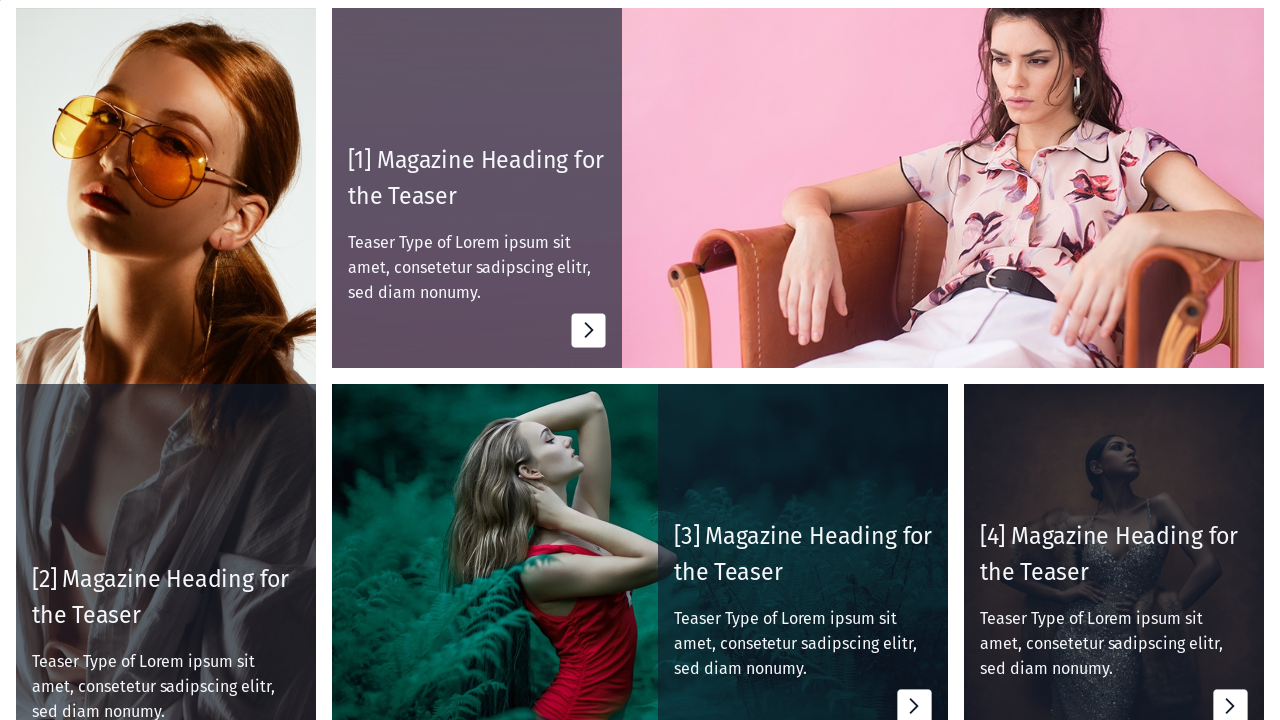 [1] Magazine Heading for
the Teaser
Teaser Type of Lorem ipsum sit
amet, consetetur sadipscing elitr,
sed diam nonumy.
[2] Magazine Heading for
the Teaser
Teaser Type of Lorem ipsum sit
amet, consetetur sadipscing elitr,
sed diam nonumy.
[3] Magazine Heading for
the Teaser
Teaser Type of Lorem ipsum sit
amet, consetetur sadipscing elitr,
sed diam nonumy.
[4] Magazine Heading for
the Teaser
Teaser Type of Lorem ipsum sit
amet, consetetur sadipscing elitr,
sed diam nonumy.